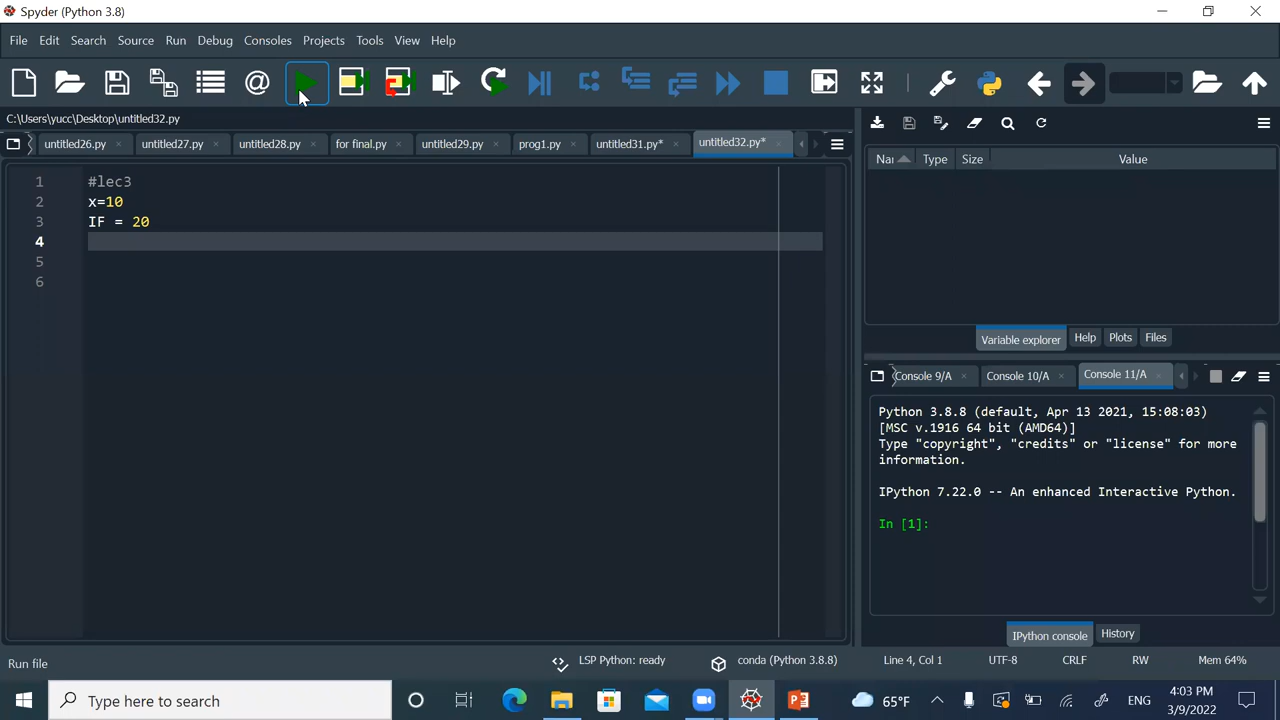 Spyder (Python 3.8)
File Edit Search Source Run Debug Consoles Projects Tools View Help
C:\Users\yucc\Desktop\untitled32.py
untitled26.py untitled27.py untitled28.py for final.py untitled29.py prog1.py untitled31.py* untitled32.py*
1 #lec3
2 x=10
3 IF = 20
4
5
6
Type Size Value
Variable explorer Help Plots Files
Console 9/A Console 10/A Console 11/A
Python 3.8.8 (default, Apr 13 2021, 15:08:03)
[MSC v.1916 64 bit (AMD64)]
Type "copyright", "credits" or "license" for more
information.
IPython 7.22.0 -- An enhanced Interactive Python.
In [1]:
IPython console History
Run file LSP Python: ready conda (Python 3.8.8) Line 4, Col 1 UTF-8 CRLF RW Mem 64%
Type here to search 65°F ENG 4:03 PM
3/9/2022